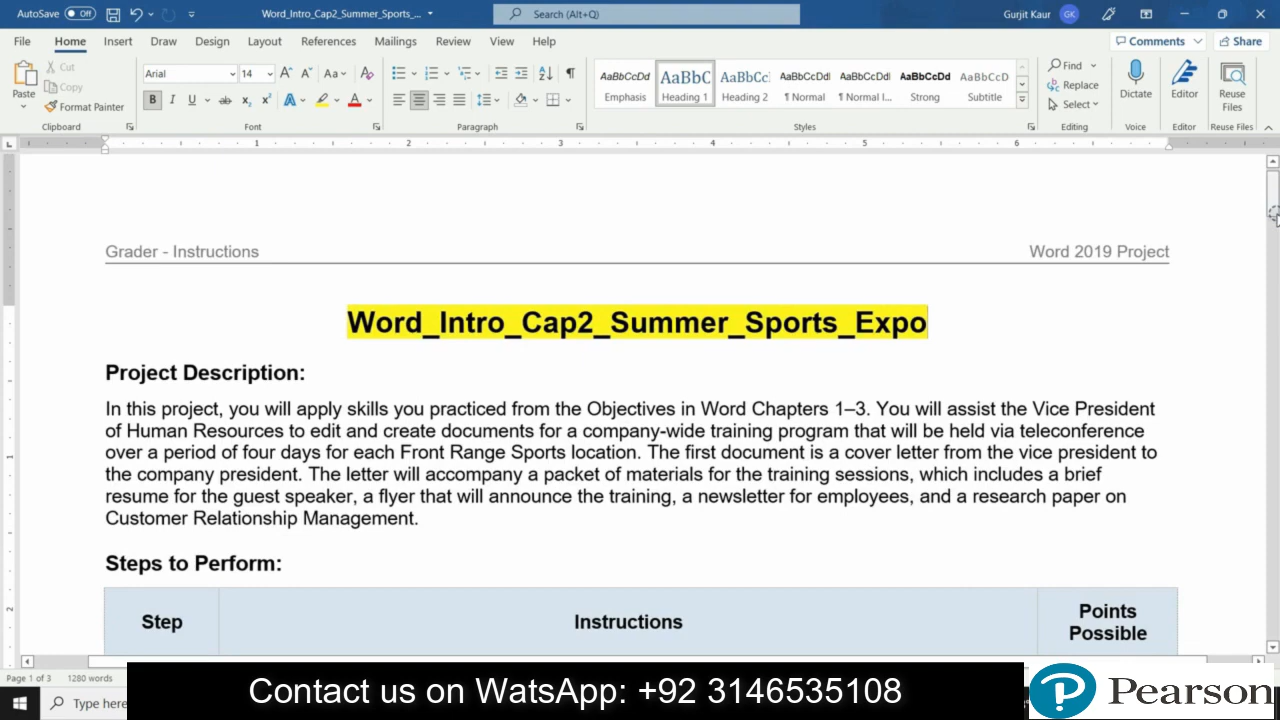 AutoSave Off Word_Intro_Cap2_Summer_Sports_... Search (Alt+Q) Gurjit Kaur GK
File Home Insert Draw Design Layout References Mailings Review View Help Comments Share
Paste Cut Copy Format Painter
Arial 14
AaBbCcDd AaBbC AaBbCc AaBbCcDd AaBbCcDd AaBbCcDd AaBbCcD
Emphasis Heading 1 Heading 2 ¶ Normal ¶ Normal I... Strong Subtitle
Find Replace Select
Dictate Editor Reuse Files
Clipboard Font Paragraph Styles Editing Voice Editor Reuse Files
1 2 3 4 5 6
Grader - Instructions Word 2019 Project
Word_Intro_Cap2_Summer_Sports_Expo
Project Description:
In this project, you will apply skills you practiced from the Objectives in Word Chapters 1–3. You will assist the Vice President
of Human Resources to edit and create documents for a company-wide training program that will be held via teleconference
over a period of four days for each Front Range Sports location. The first document is a cover letter from the vice president to
the company president. The letter will accompany a packet of materials for the training sessions, which includes a brief
resume for the guest speaker, a flyer that will announce the training, a newsletter for employees, and a research paper on
Customer Relationship Management.
Steps to Perform:
Step Instructions Points
Possible
Page 1 of 3 1280 words
Type here
Contact us on WatsApp: +92 3146535108
Pearson